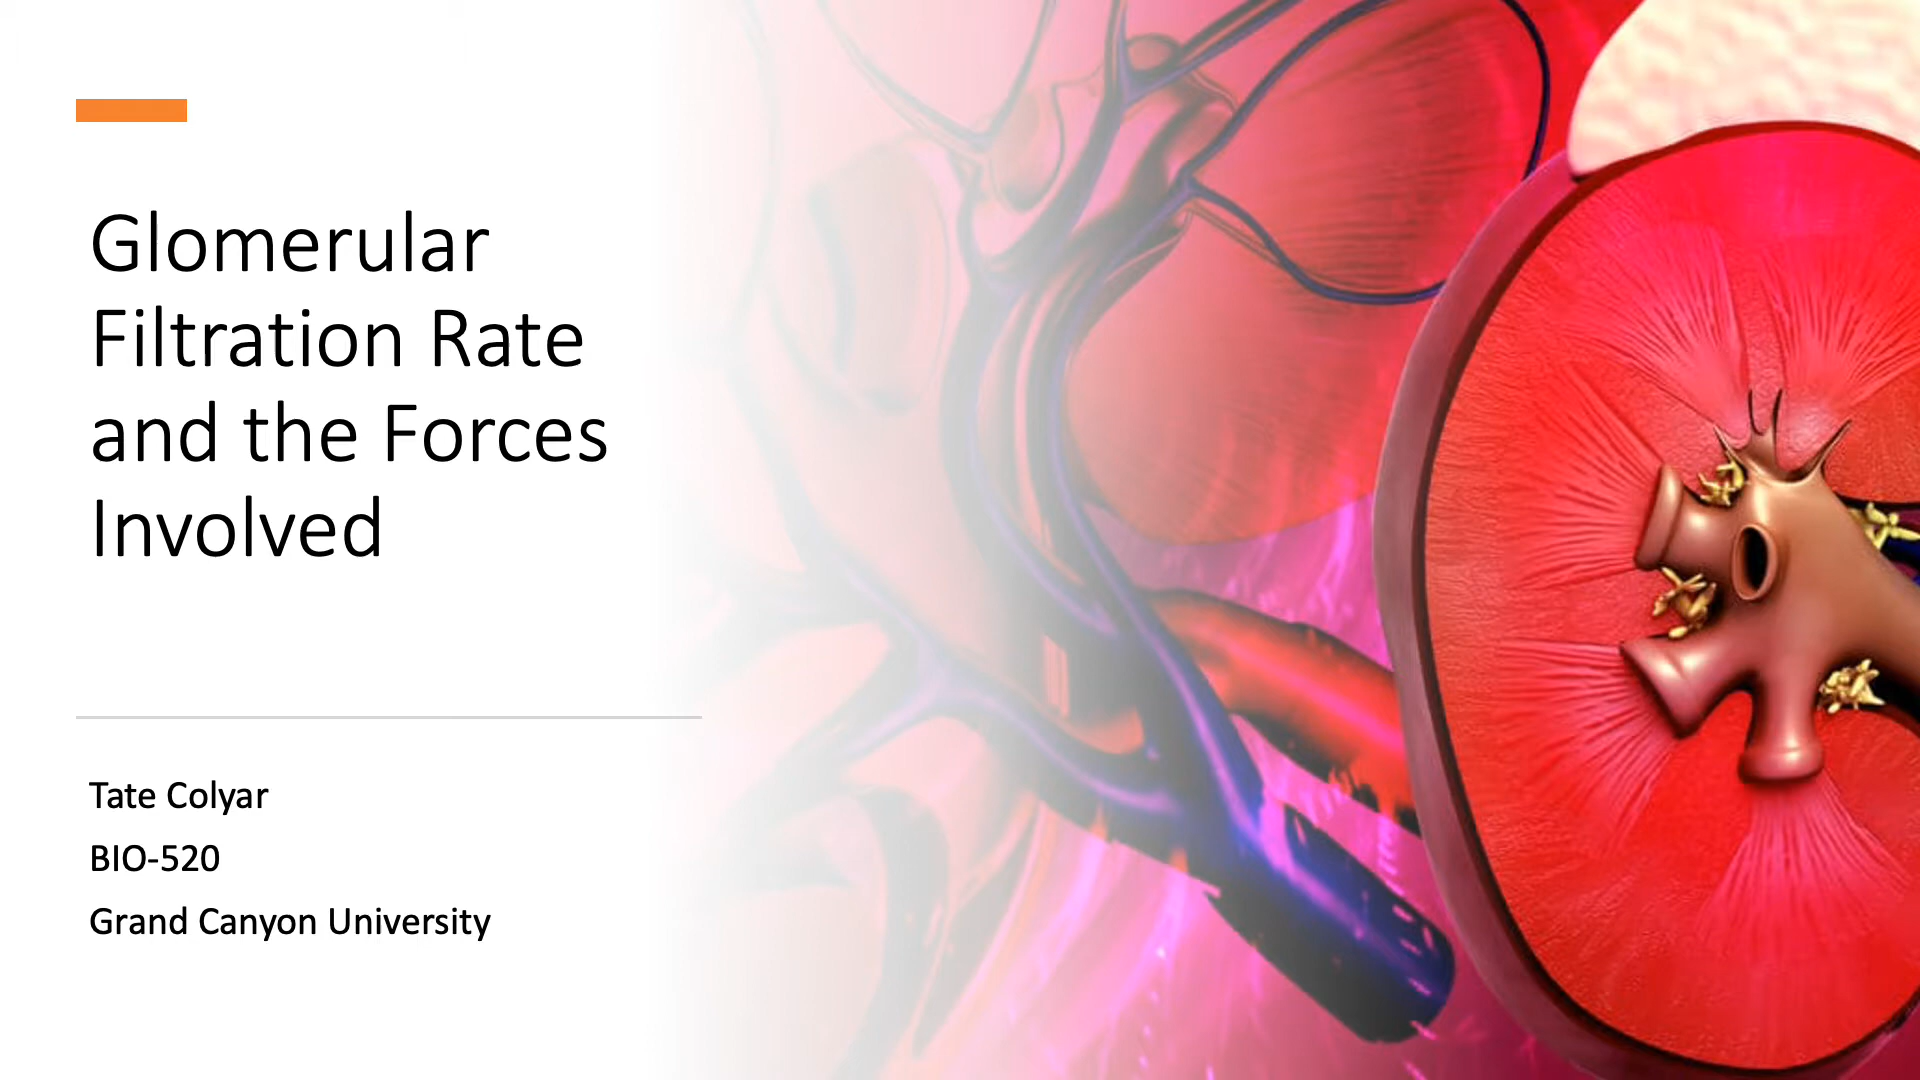 Glomerular
Filtration Rate
and the Forces
Involved
Tate Colyar
BIO-520
Grand Canyon University